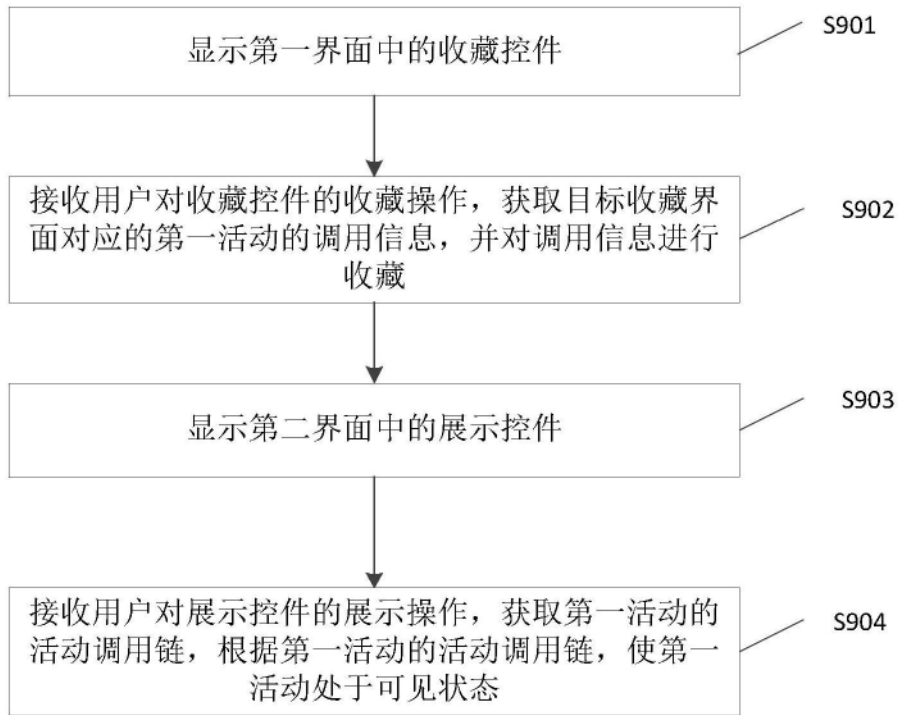 显示第一界面中的收藏控件
S901
接收用户对收藏控件的收藏操作，获取目标收藏界
面对应的第一活动的调用信息，并对调用信息进行
收藏
S902
显示第二界面中的展示控件
S903
接收用户对展示控件的展示操作，获取第一活动的
活动调用链，根据第一活动的活动调用链，使第一
活动处于可见状态
S904